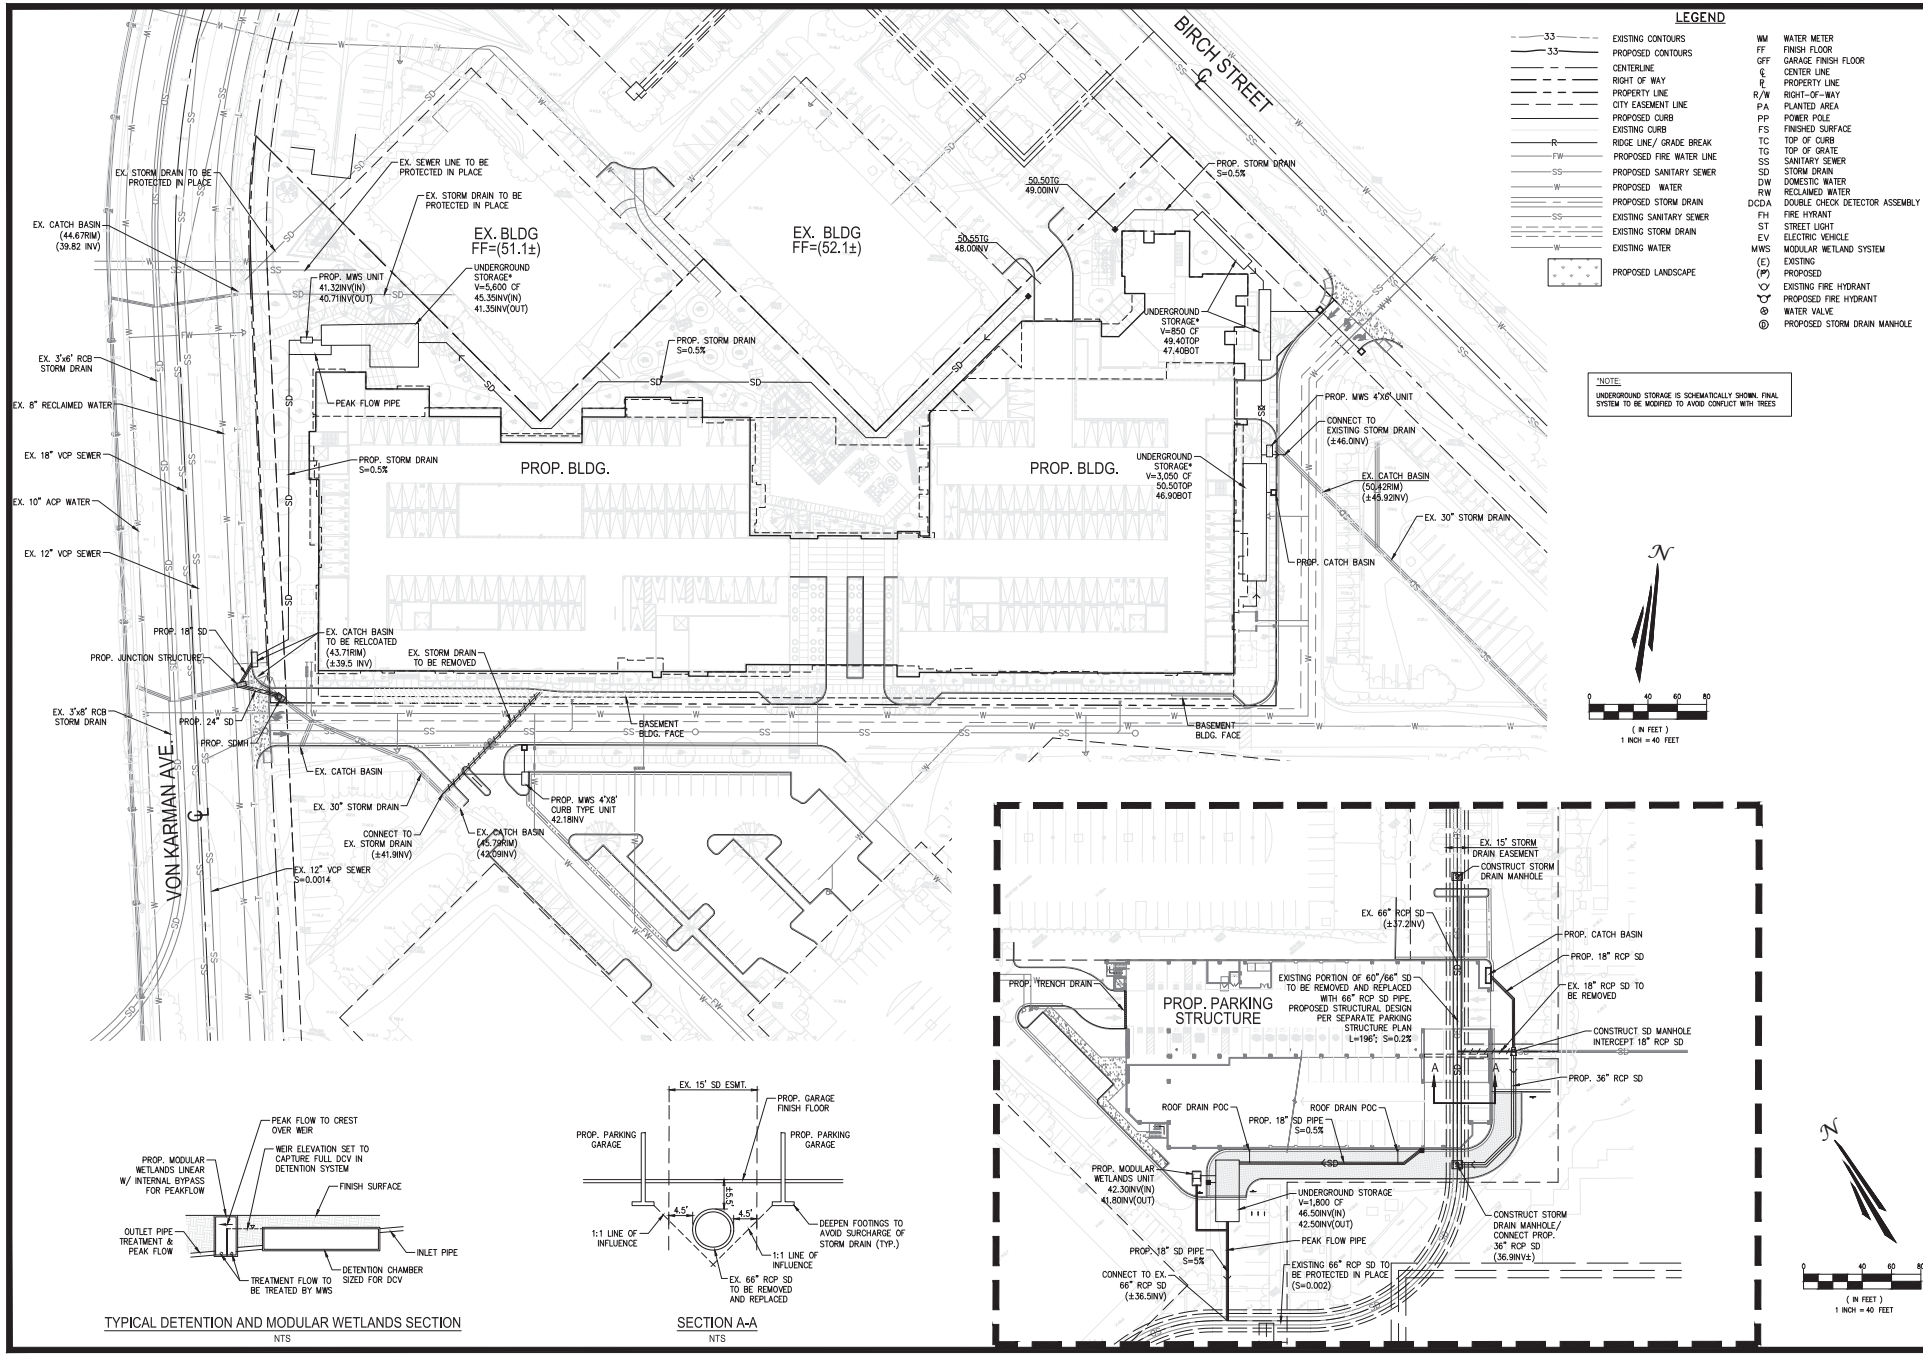 BIRCH STREET
℄
LEGEND
33 EXISTING CONTOURS
33 PROPOSED CONTOURS
CENTERLINE
RIGHT OF WAY
PROPERTY LINE
CITY EASEMENT LINE
PROPOSED CURB
EXISTING CURB
R RIDGE LINE/ GRADE BREAK
FW PROPOSED FIRE WATER LINE
SS PROPOSED SANITARY SEWER
W PROPOSED WATER
PROPOSED STORM DRAIN
SS EXISTING SANITARY SEWER
EXISTING STORM DRAIN
W EXISTING WATER
PROPOSED LANDSCAPE
WM WATER METER
FF FINISH FLOOR
GFF GARAGE FINISH FLOOR
℄ CENTER LINE
PROPERTY LINE
R/W RIGHT-OF-WAY
PA PLANTED AREA
PP POWER POLE
FS FINISHED SURFACE
TC TOP OF CURB
TG TOP OF GRATE
SS SANITARY SEWER
SD STORM DRAIN
DW DOMESTIC WATER
RW RECLAIMED WATER
DCDA DOUBLE CHECK DETECTOR ASSEMBLY
FH FIRE HYRANT
ST STREET LIGHT
EV ELECTRIC VEHICLE
MWS MODULAR WETLAND SYSTEM
(E) EXISTING
(P) PROPOSED
EXISTING FIRE HYDRANT
PROPOSED FIRE HYDRANT
WATER VALVE
PROPOSED STORM DRAIN MANHOLE
*NOTE:
UNDERGROUND STORAGE IS SCHEMATICALLY SHOWN. FINAL
SYSTEM TO BE MODIFIED TO AVOID CONFLICT WITH TREES
EX. STORM DRAIN TO BE
PROTECTED IN PLACE
EX. SEWER LINE TO BE
PROTECTED IN PLACE
EX. STORM DRAIN TO BE
PROTECTED IN PLACE
EX. CATCH BASIN
(44.67RIM)
(39.82 INV)
EX. BLDG
FF=(51.1±)
EX. BLDG
FF=(52.1±)
PROP. MWS UNIT
41.32INV(IN)
40.71INV(OUT)
UNDERGROUND
STORAGE*
V=5,600 CF
45.35INV(IN)
41.35INV(OUT)
50.50TG
49.00INV
50.55TG
48.00INV
PROP. STORM DRAIN
S=0.5%
UNDERGROUND
STORAGE*
V=850 CF
49.40TOP
47.40BOT
PROP. STORM DRAIN
S=0.5%
EX. 3'x6' RCB
STORM DRAIN
EX. 8" RECLAIMED WATER
PEAK FLOW PIPE
EX. 18" VCP SEWER
PROP. STORM DRAIN
S=0.5%
PROP. BLDG.
PROP. BLDG.
PROP. MWS 4'X6' UNIT
CONNECT TO
EXISTING STORM DRAIN
(±46.0INV)
UNDERGROUND
STORAGE*
V=3,050 CF
50.50TOP
46.90BOT
EX. CATCH BASIN
(50.42RIM)
(±45.92INV)
EX. 30" STORM DRAIN
EX. 10" ACP WATER
EX. 12" VCP SEWER
PROP. CATCH BASIN
PROP. 18" SD
PROP. JUNCTION STRUCTURE
EX. CATCH BASIN
TO BE RELCOATED
(43.71RIM)
(±39.5 INV)
EX. STORM DRAIN
TO BE REMOVED
EX. 3'x8' RCB
STORM DRAIN
PROP. 24" SD
PROP. SDMH
BASEMENT
BLDG. FACE
BASEMENT
BLDG. FACE
VON KARMAN AVE.
℄
EX. CATCH BASIN
EX. 30" STORM DRAIN
CONNECT TO
EX. STORM DRAIN
(±41.9INV)
PROP. MWS 4'X8'
CURB TYPE UNIT
42.18INV
EX. CATCH BASIN
(45.79RIM)
(42.09INV)
EX. 12" VCP SEWER
S=0.0014
N
0 40 60 80
( IN FEET )
1 INCH = 40 FEET
EX. 15' STORM
DRAIN EASEMENT
CONSTRUCT STORM
DRAIN MANHOLE
EX. 66" RCP SD
(±37.2INV)
PROP. CATCH BASIN
PROP. 18" RCP SD
EX. 18" RCP SD TO
BE REMOVED
PROP. TRENCH DRAIN
PROP. PARKING
STRUCTURE
EXISTING PORTION OF 60"/66" SD
TO BE REMOVED AND REPLACED
WITH 66" RCP SD PIPE.
PROPOSED STRUCTURAL DESIGN
PER SEPARATE PARKING
STRUCTURE PLAN
L=196'; S=0.2%
CONSTRUCT SD MANHOLE
INTERCEPT 18" RCP SD
A A
PROP. 36" RCP SD
ROOF DRAIN POC
PROP. 18" SD PIPE
S=0.5%
ROOF DRAIN POC
PROP. MODULAR
WETLANDS UNIT
42.30INV(IN)
41.80INV(OUT)
UNDERGROUND STORAGE
V=1,800 CF
46.50INV(IN)
42.50INV(OUT)
PEAK FLOW PIPE
CONSTRUCT STORM
DRAIN MANHOLE/
CONNECT PROP.
36" RCP SD
(36.9INV±)
PROP. 18" SD PIPE
S=5%
CONNECT TO EX.
66" RCP SD
(±36.5INV)
EXISTING 66" RCP SD TO
BE PROTECTED IN PLACE
(S=0.002)
N
0 40 60 80
( IN FEET )
1 INCH = 40 FEET
PEAK FLOW TO CREST
OVER WEIR
PROP. MODULAR
WETLANDS LINEAR
W/ INTERNAL BYPASS
FOR PEAKFLOW
WEIR ELEVATION SET TO
CAPTURE FULL DCV IN
DETENTION SYSTEM
FINISH SURFACE
OUTLET PIPE
TREATMENT &
PEAK FLOW
INLET PIPE
DETENTION CHAMBER
SIZED FOR DCV
TREATMENT FLOW TO
BE TREATED BY MWS
TYPICAL DETENTION AND MODULAR WETLANDS SECTION
NTS
EX. 15' SD ESMT.
PROP. GARAGE
FINISH FLOOR
PROP. PARKING
GARAGE
PROP. PARKING
GARAGE
±5.5'
4.5'
4.5'
1:1 LINE OF
INFLUENCE
DEEPEN FOOTINGS TO
AVOID SURCHARGE OF
STORM DRAIN (TYP.)
1:1 LINE OF
INFLUENCE
EX. 66" RCP SD
TO BE REMOVED
AND REPLACED
SECTION A-A
NTS